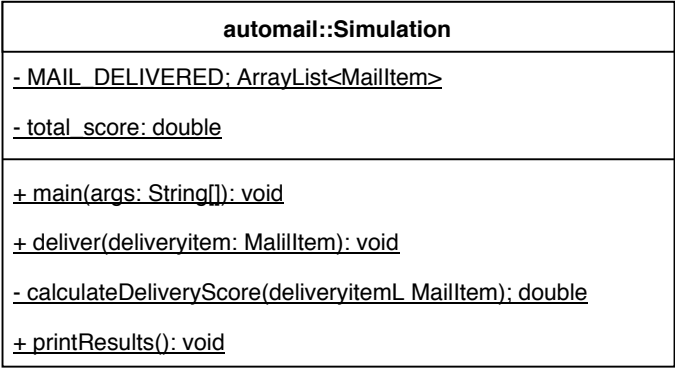 automail::Simulation
- MAIL_DELIVERED; ArrayList<MailItem>
- total_score: double
+ main(args: String[]): void
+ deliver(deliveryitem: MalilItem): void
- calculateDeliveryScore(deliveryitemL MailItem); double
+ printResults(): void